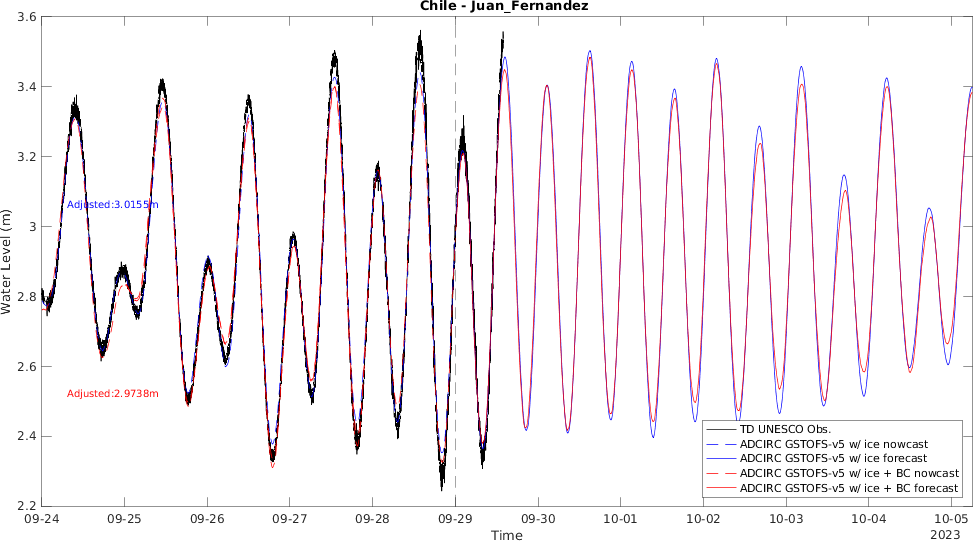 Chile - Juan_Fernandez
Water Level (m)
3.6
3.4
3.2
3
2.8
2.6
2.4
2.2
Adjusted:3.0155m
Adjusted:2.9738m
TD UNESCO Obs.
ADCIRC GSTOFS-v5 w/ ice nowcast
ADCIRC GSTOFS-v5 w/ ice forecast
ADCIRC GSTOFS-v5 w/ ice + BC nowcast
ADCIRC GSTOFS-v5 w/ ice + BC forecast
09-24 09-25 09-26 09-27 09-28 09-29 09-30 10-01 10-02 10-03 10-04 10-05
Time
2023